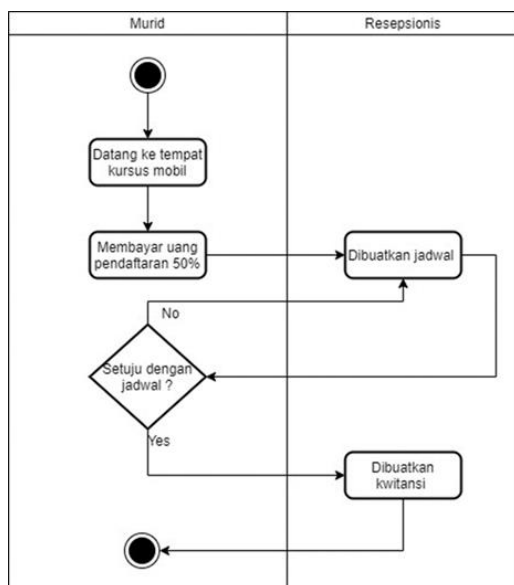 Murid
Resepsionis
Datang ke tempat
kursus mobil
Membayar uang
pendaftaran 50%
Dibuatkan jadwal
No
Setuju dengan
jadwal ?
Yes
Dibuatkan
kwitansi